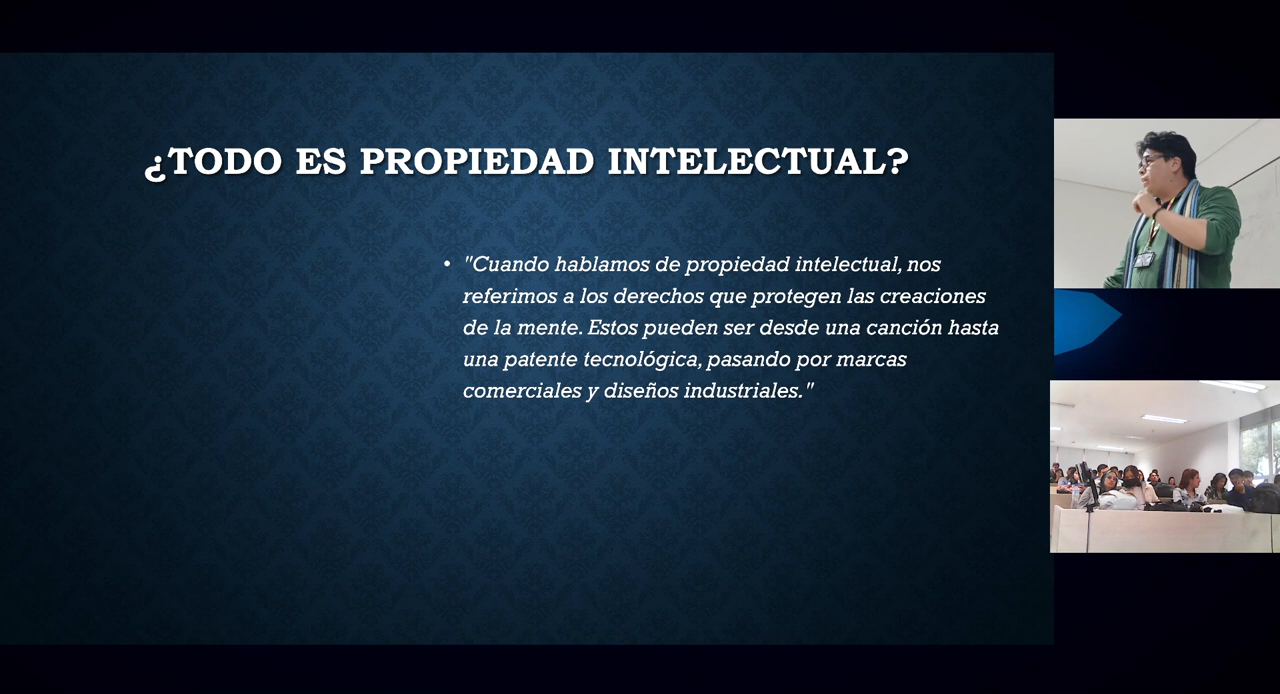 ¿TODO ES PROPIEDAD INTELECTUAL?
• "Cuando hablamos de propiedad intelectual, nos
referimos a los derechos que protegen las creaciones
de la mente. Estos pueden ser desde una canción hasta
una patente tecnológica, pasando por marcas
comerciales y diseños industriales."